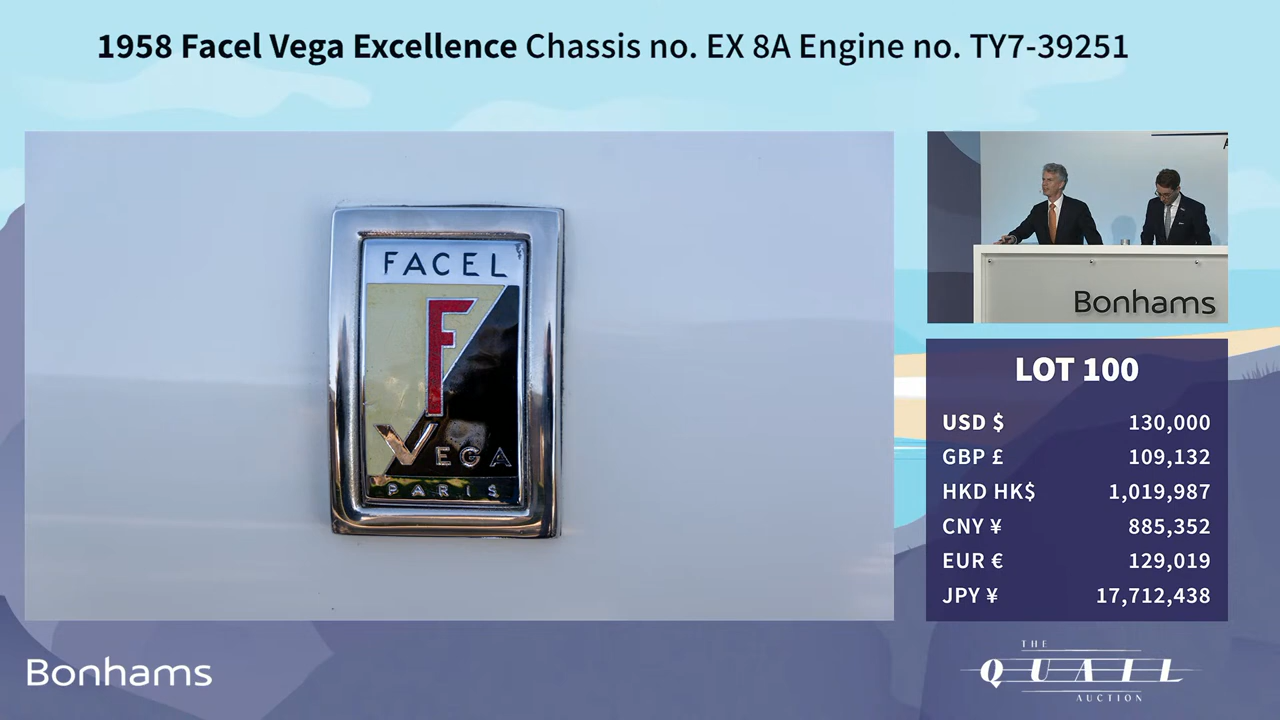 1958 Facel Vega Excellence Chassis no. EX 8A Engine no. TY7-39251
FACEL
F
VEGA
PARIS
Bonhams
LOT 100
USD $ 130,000
GBP £ 109,132
HKD HK$ 1,019,987
CNY ¥ 885,352
EUR € 129,019
JPY ¥ 17,712,438
Bonhams
THE
QUAIL
AUCTION